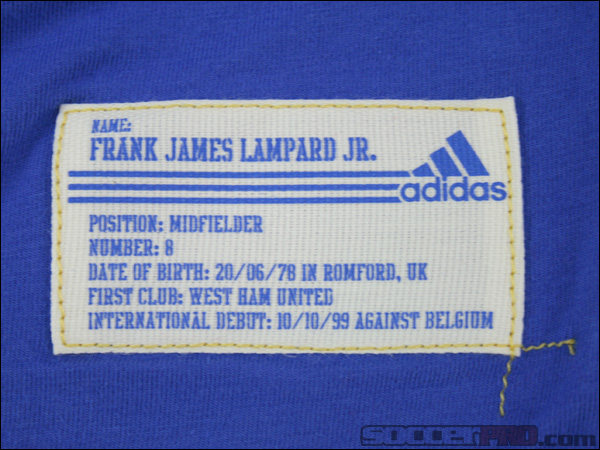 NAME:
FRANK JAMES LAMPARD JR.
adidas
POSITION: MIDFIELDER
NUMBER: 8
DATE OF BIRTH: 20/06/78 IN ROMFORD, UK
FIRST CLUB: WEST HAM UNITED
INTERNATIONAL DEBUT: 10/10/99 AGAINST BELGIUM
SOCCERPRO.com